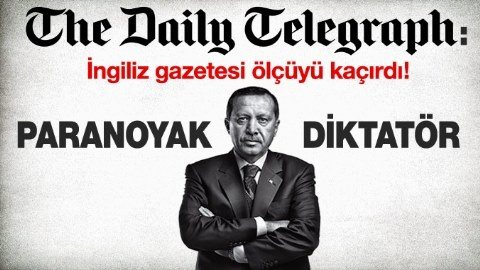 The Daily Telegraph:
İngiliz gazetesi ölçüyü kaçırdı!
PARANOYAK DİKTATÖR